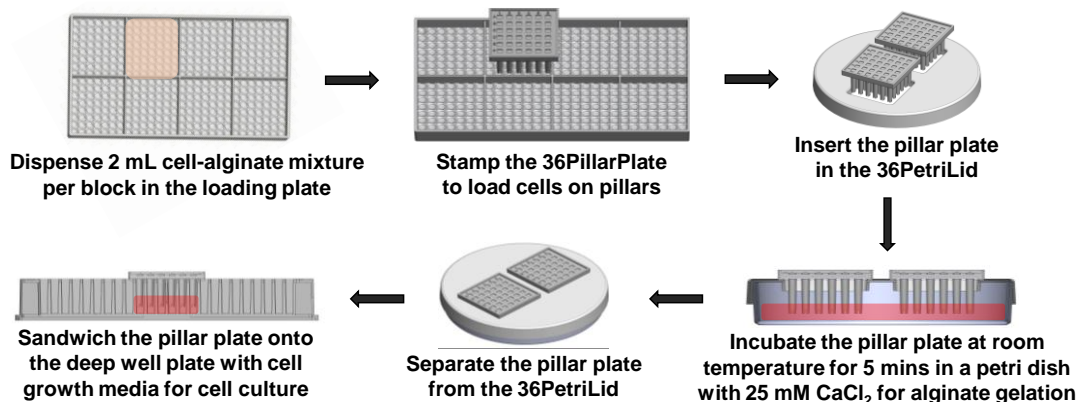 Dispense 2 mL cell-alginate mixture
per block in the loading plate
Stamp the 36PillarPlate
to load cells on pillars
Insert the pillar plate
in the 36PetriLid
Incubate the pillar plate at room
temperature for 5 mins in a petri dish
with 25 mM CaCl₂ for alginate gelation
Separate the pillar plate
from the 36PetriLid
Sandwich the pillar plate onto
the deep well plate with cell
growth media for cell culture